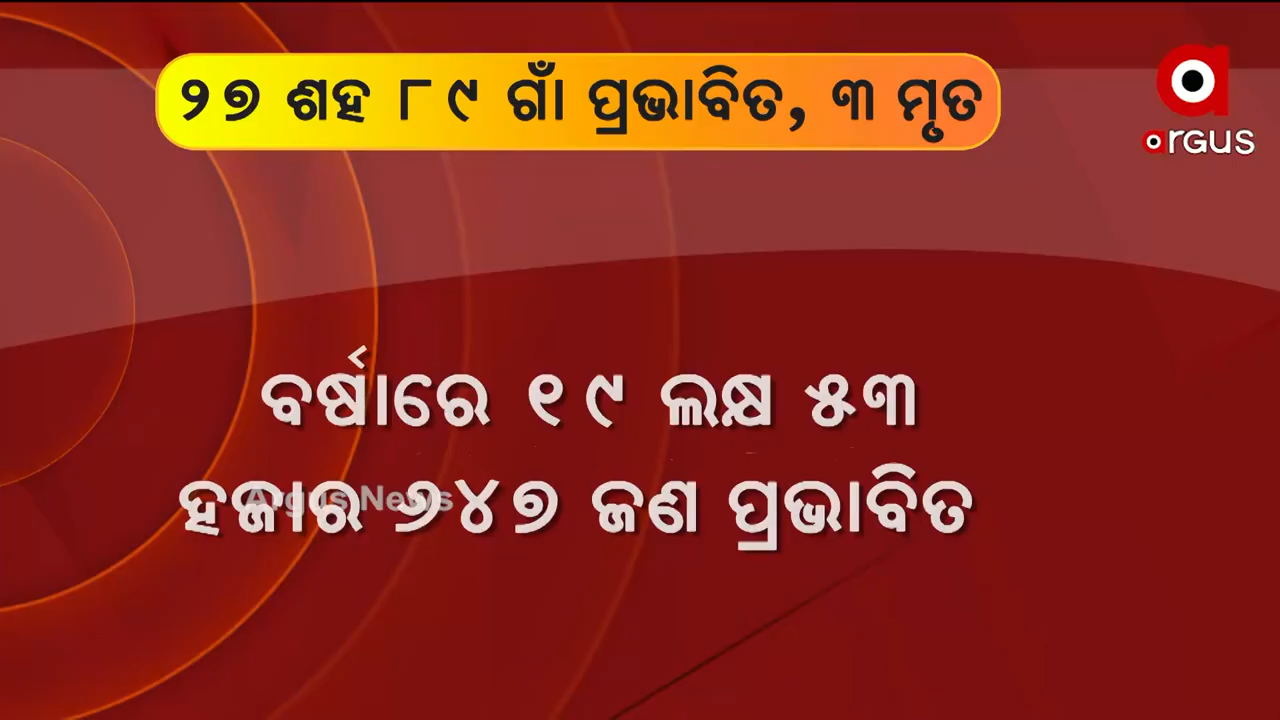 ୨୭ ଶହ ୮୯ ଗାଁ ପ୍ରଭାବିତ, ୩ ମୃତ
argus
ବର୍ଷାରେ ୧୯ ଲକ୍ଷ ୫୩
ହଜାର ୬୪୭ ଜଣ ପ୍ରଭାବିତ
Argus News